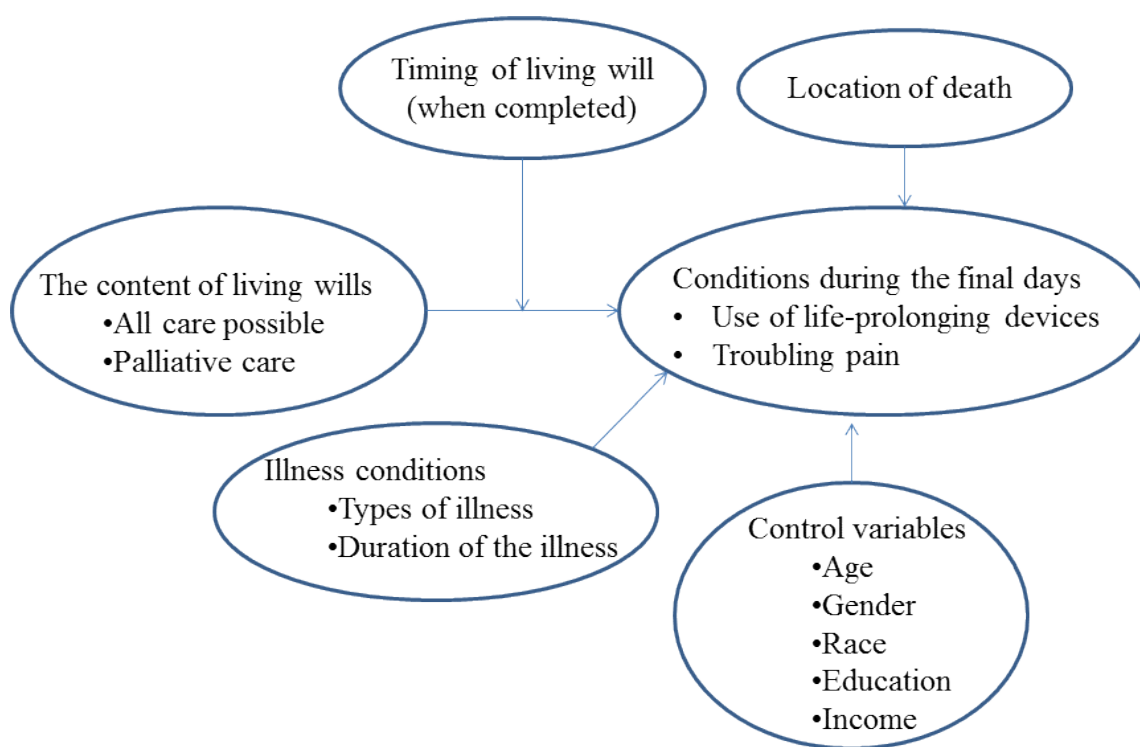 Timing of living will
(when completed)
Location of death
The content of living wills
•All care possible
•Palliative care
Conditions during the final days
• Use of life-prolonging devices
• Troubling pain
Illness conditions
•Types of illness
•Duration of the illness
Control variables
•Age
•Gender
•Race
•Education
•Income